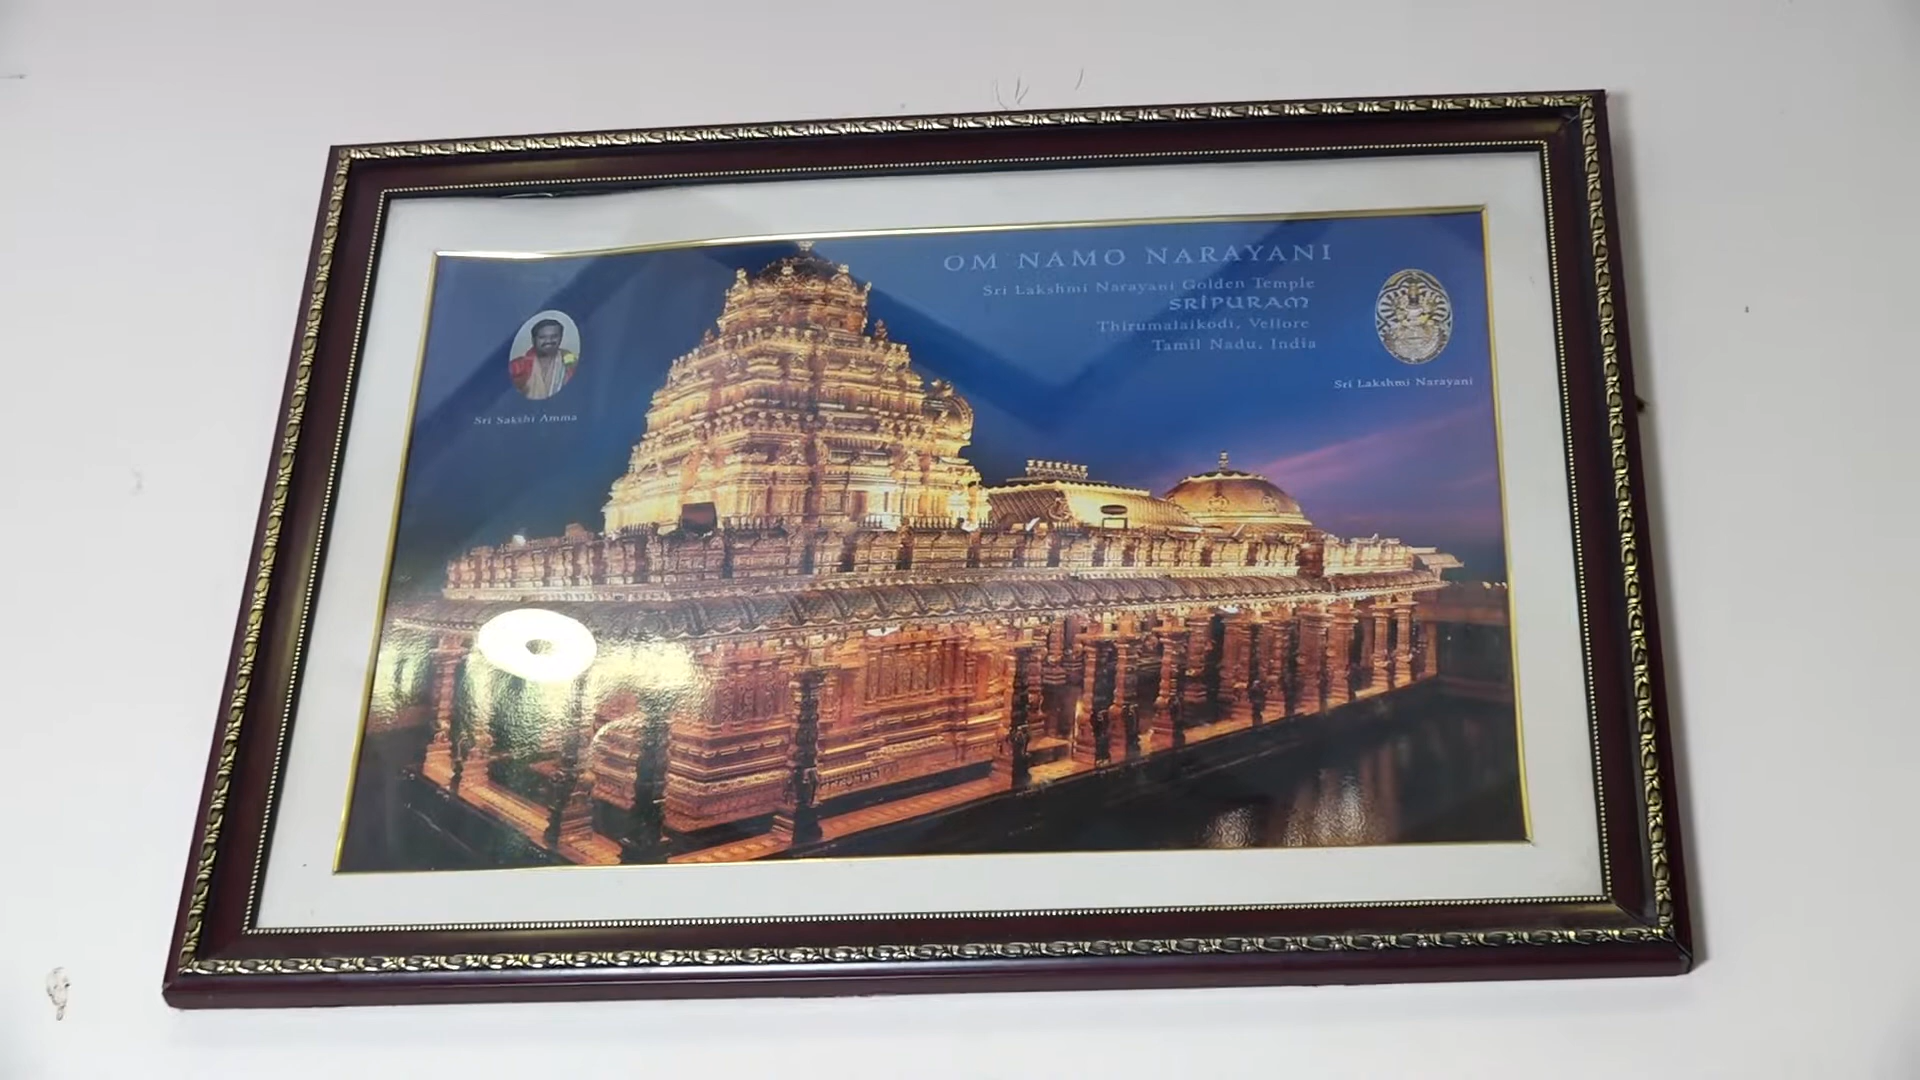 OM NAMO NARAYANI
Sri Lakshmi Narayani Golden Temple
SRIPURAM
Thirumalaikodi, Vellore
Tamil Nadu, India
Sri Lakshmi Narayani
Sri Sakthi Amma